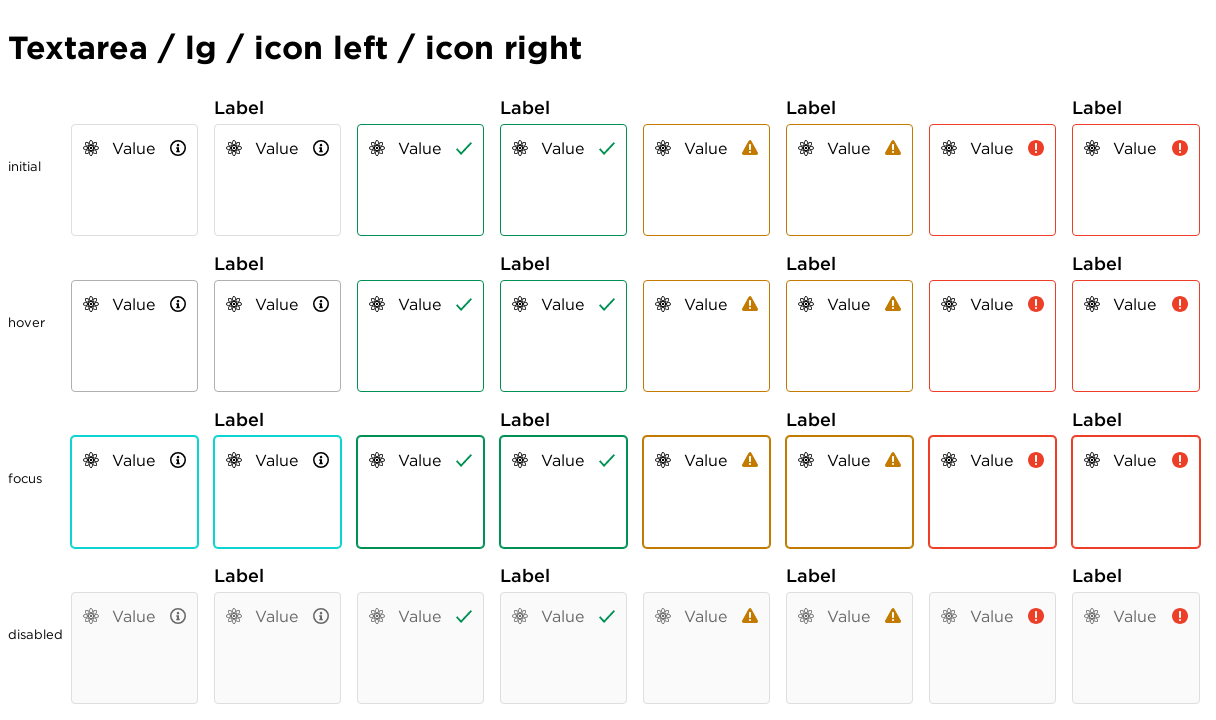 Textarea / lg / icon left / icon right
Label Label Label Label
initial Value Value Value Value Value Value Value Value
Label Label Label Label
hover Value Value Value Value Value Value Value Value
Label Label Label Label
focus Value Value Value Value Value Value Value Value
Label Label Label Label
disabled Value Value Value Value Value Value Value Value